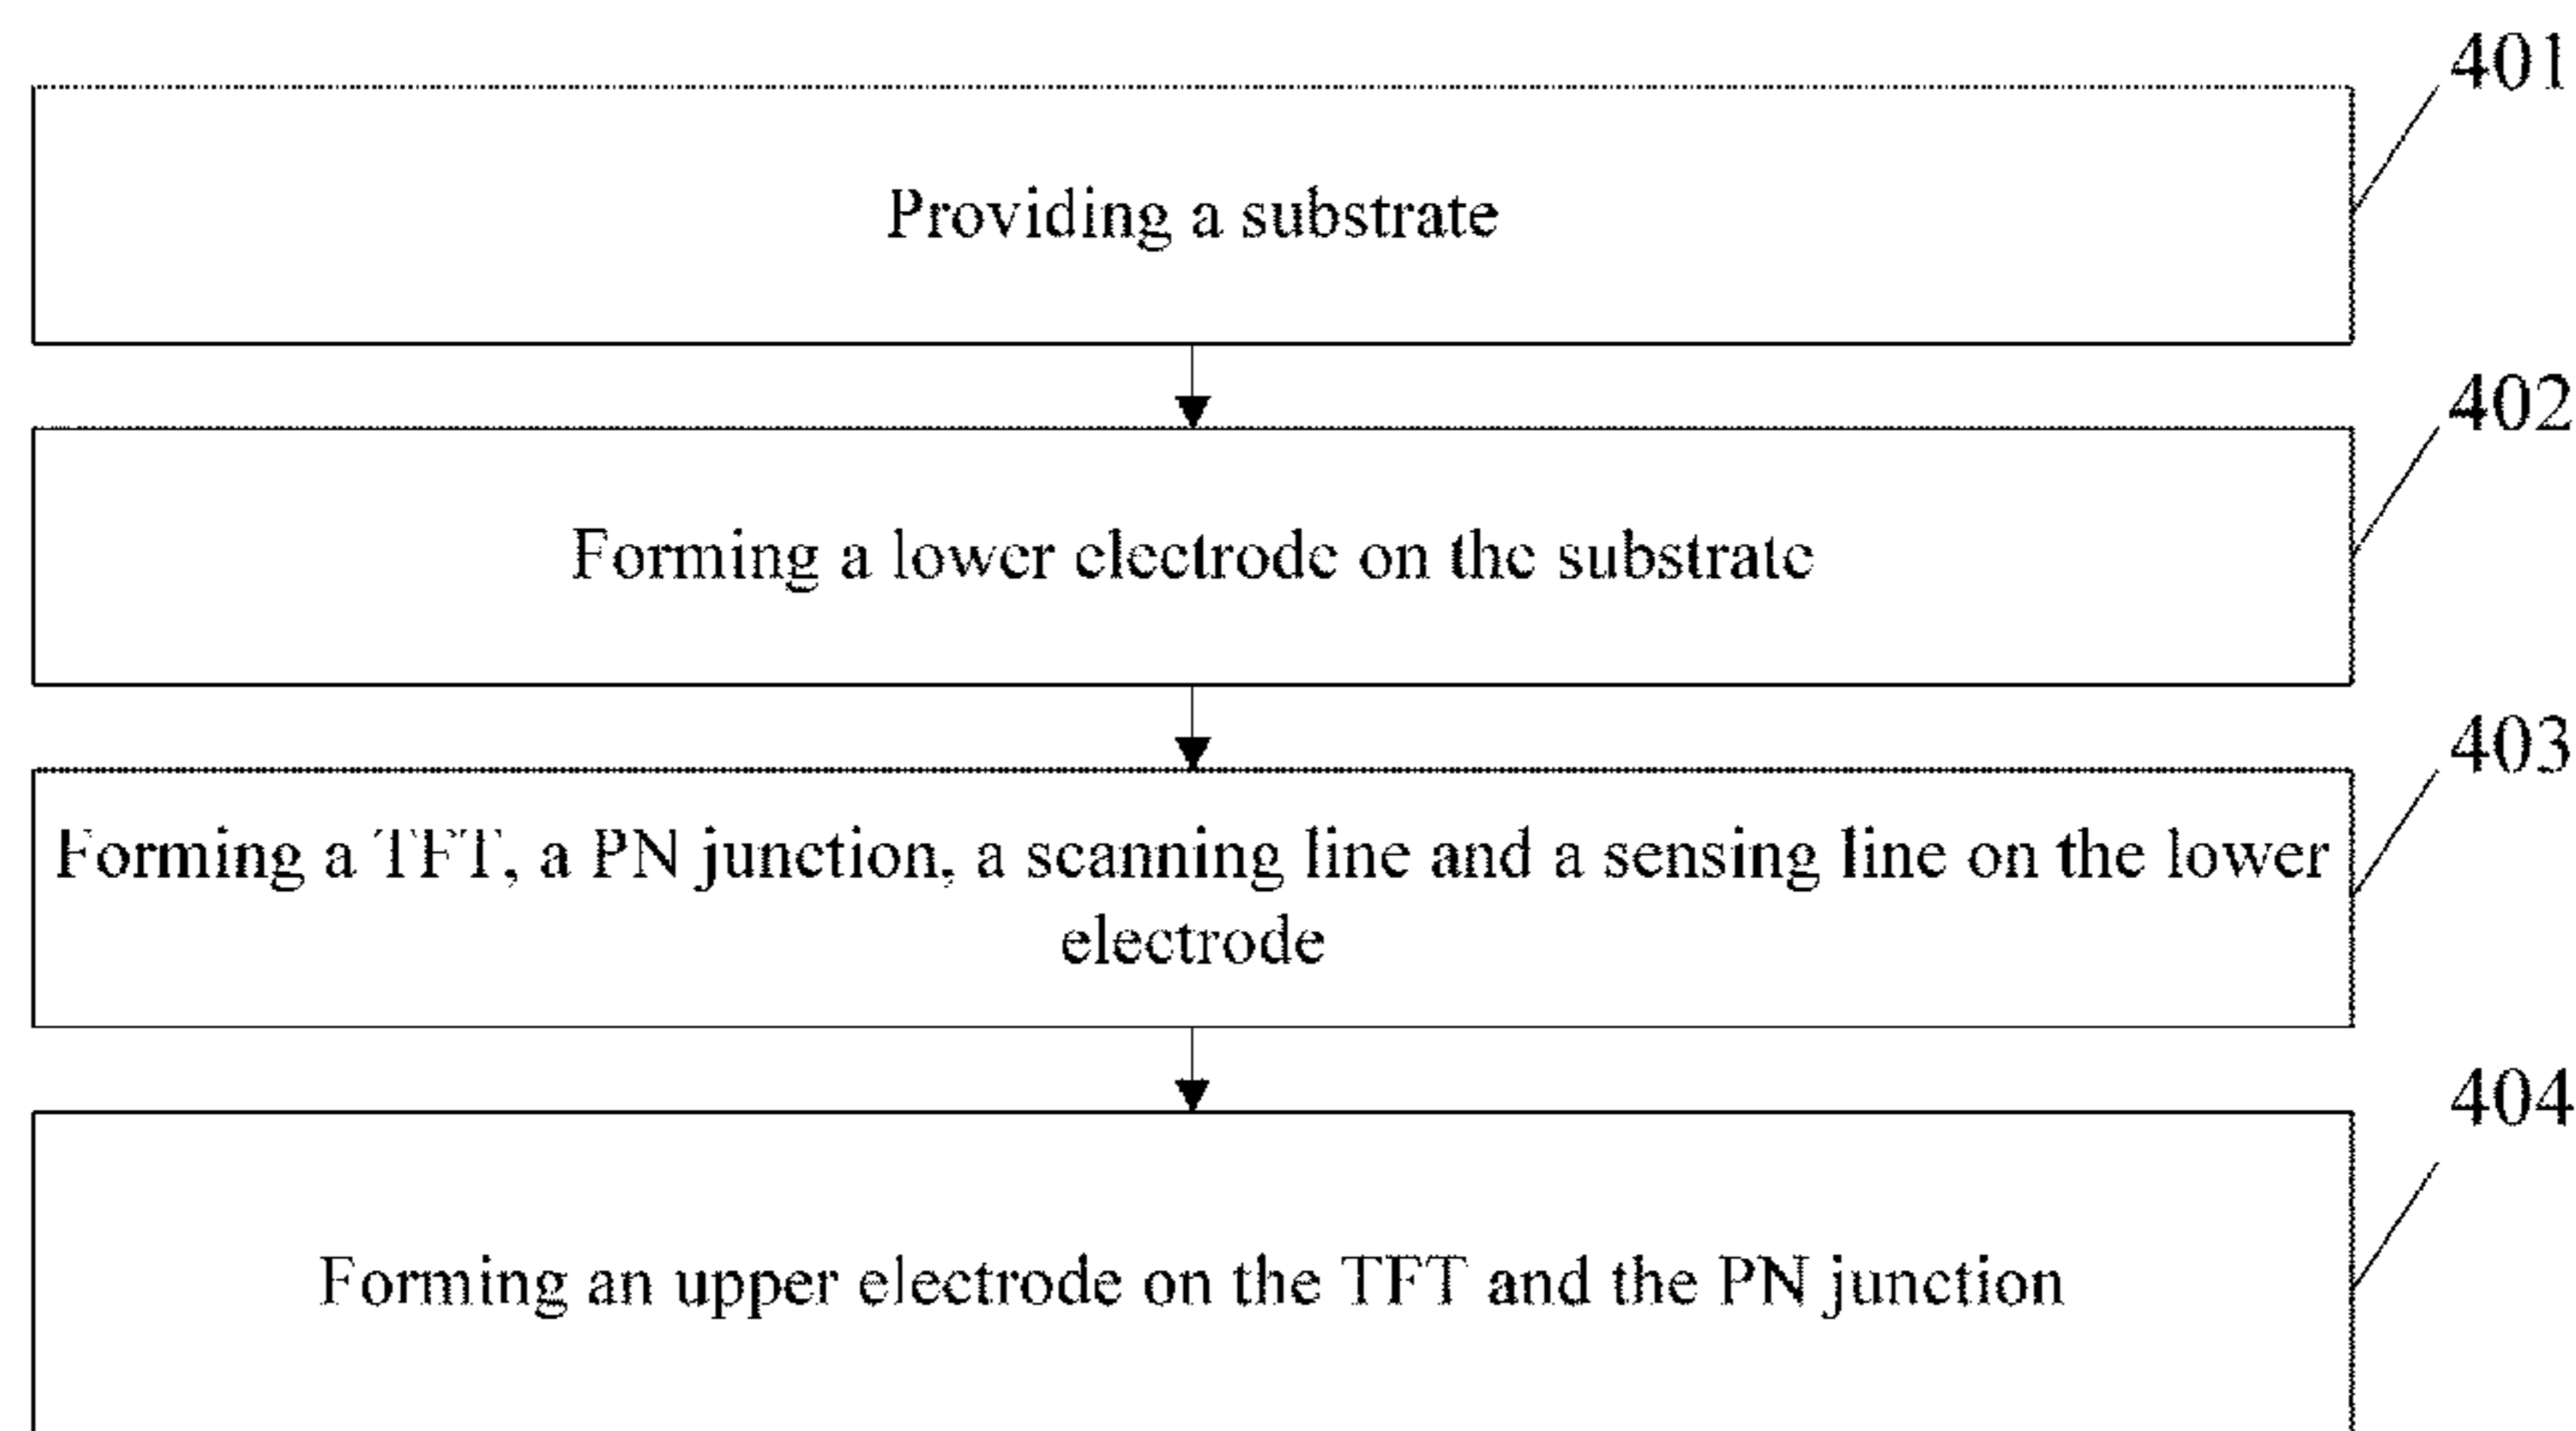 401
Providing a substrate
402
Forming a lower electrode on the substrate
403
Forming a TFT, a PN junction, a scanning line and a sensing line on the lower
electrode
404
Forming an upper electrode on the TFT and the PN junction